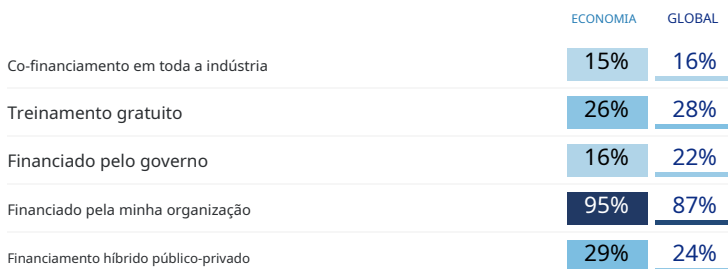 ECONOMIA GLOBAL
Co-financiamento em toda a indústria 15% 16%
Treinamento gratuito 26% 28%
Financiado pelo governo 16% 22%
Financiado pela minha organização 95% 87%
Financiamento híbrido público-privado 29% 24%